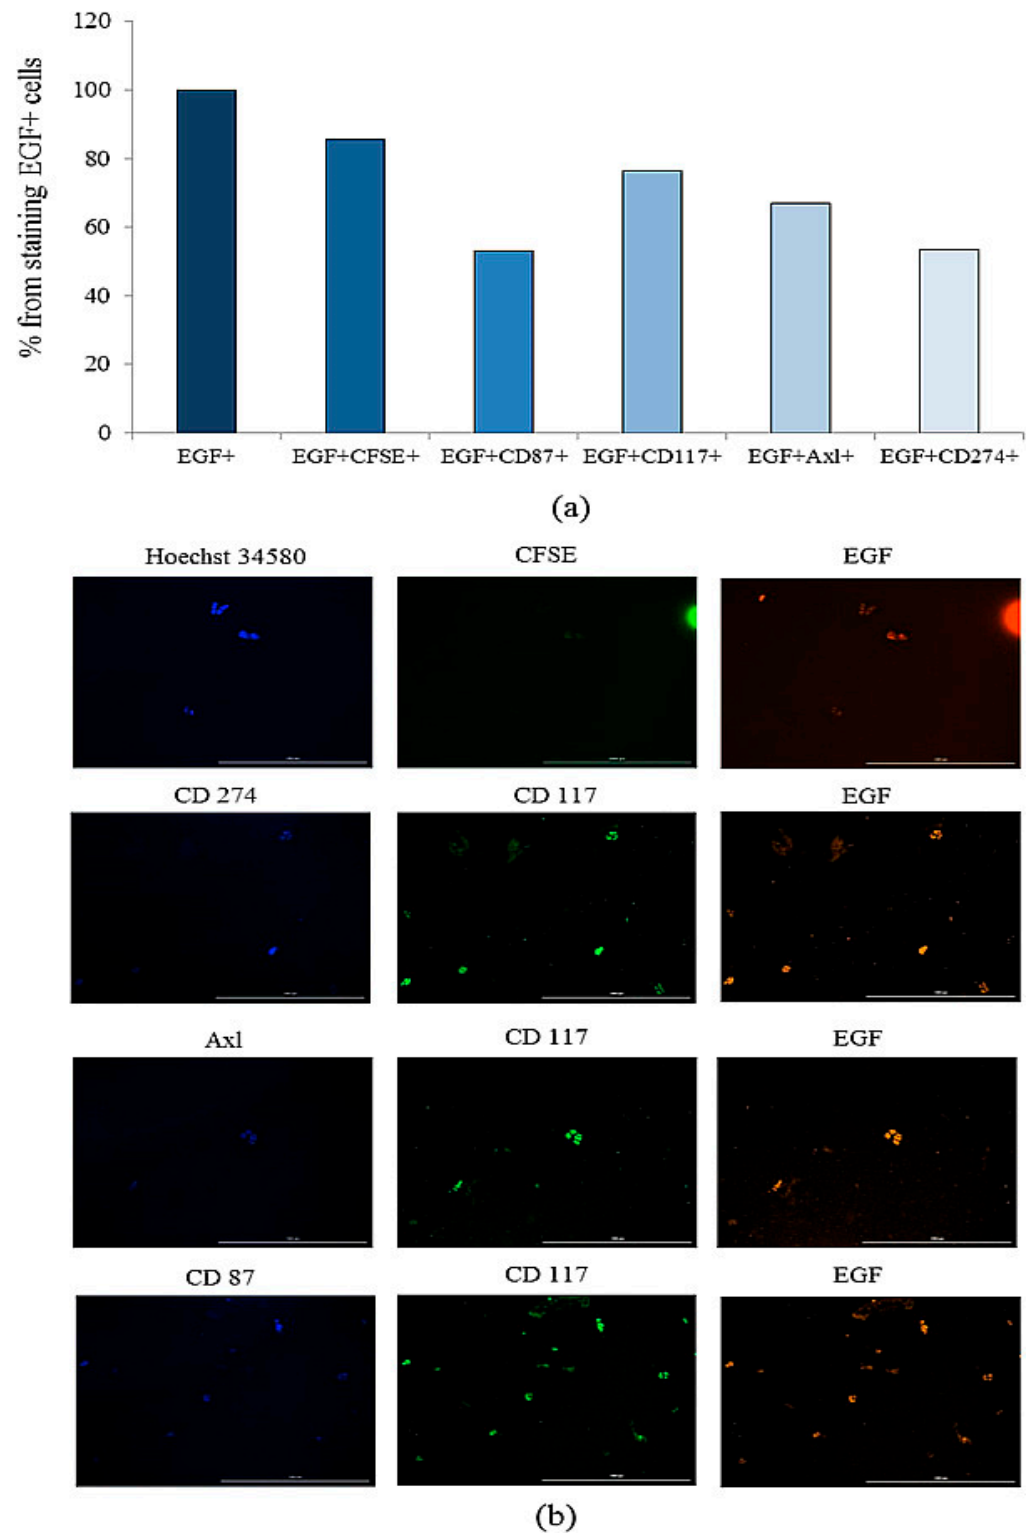 120
100
80
60
40
20
0
% from staining EGF+ cells
EGF+ EGF+CFSE+ EGF+CD87+ EGF+CD117+ EGF+Axl+ EGF+CD274+
(a)
Hoechst 34580 CFSE EGF
CD 274 CD 117 EGF
Axl CD 117 EGF
CD 87 CD 117 EGF
(b)